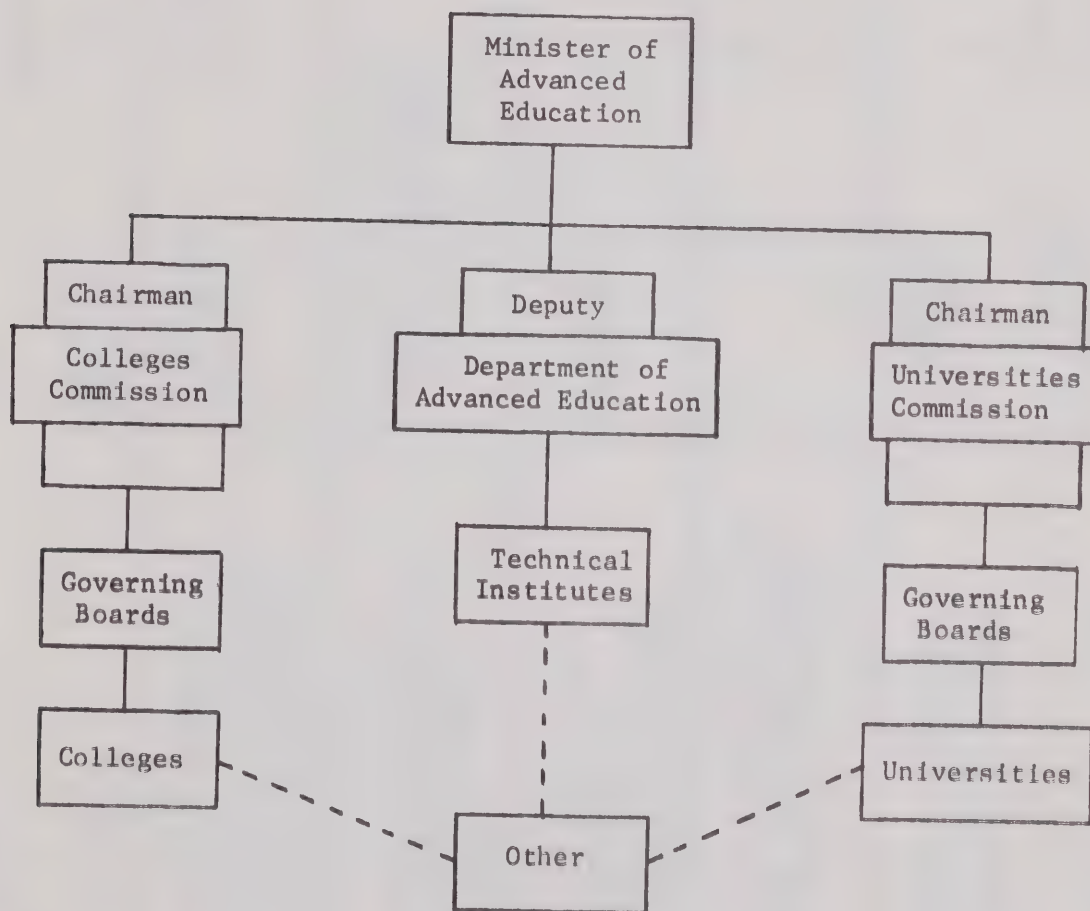 Minister of
Advanced
Education
Chairman
Colleges
Commission
Governing
Boards
Colleges
Deputy
Department of
Advanced Education
Technical
Institutes
Other
Chairman
Universities
Commission
Governing
Boards
Universities